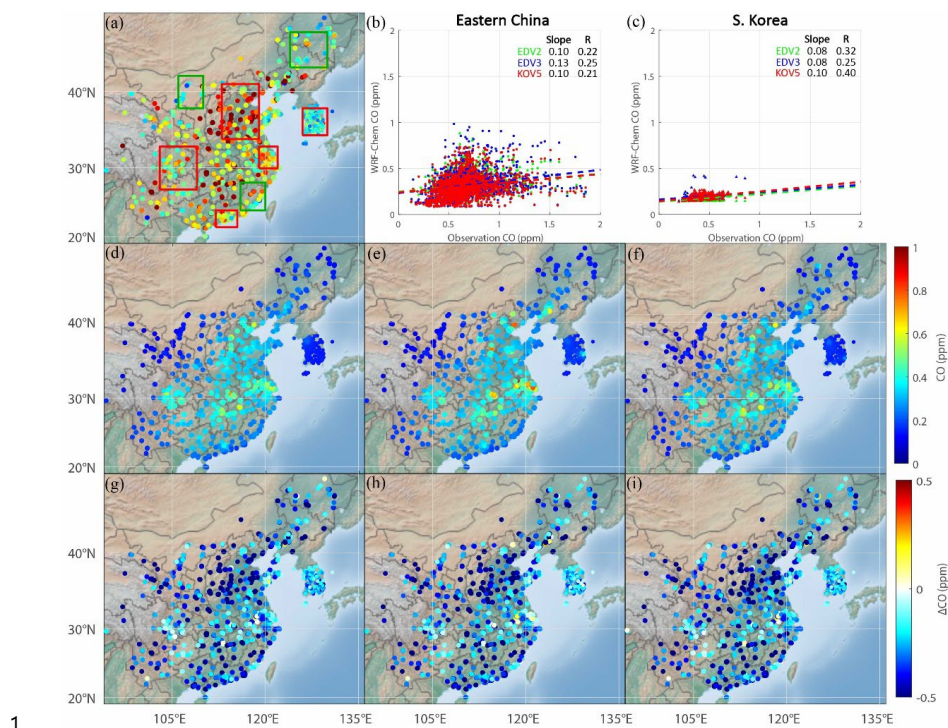 (a)
40°N
30°N
20°N
(b) Eastern China
Slope R
EDV2 0.10 0.22
EDV3 0.13 0.25
KOV5 0.10 0.21
WRF-Chem CO (ppm)
2
1.5
1
0.5
0
0 0.5 1 1.5 2
Observation CO (ppm)
(c) S. Korea
Slope R
EDV2 0.08 0.32
EDV3 0.08 0.25
KOV5 0.10 0.40
WRF-Chem CO (ppm)
2
1.5
1
0.5
0
0 0.5 1 1.5 2
Observation CO (ppm)
(d) (e) (f)
40°N
30°N
20°N
1
0.8
0.6
0.4
0.2
0
CO (ppm)
(g) (h) (i)
40°N
30°N
20°N
0.5
0
-0.5
ΔCO (ppm)
105°E 120°E 135°E 105°E 120°E 135°E 105°E 120°E 135°E
1